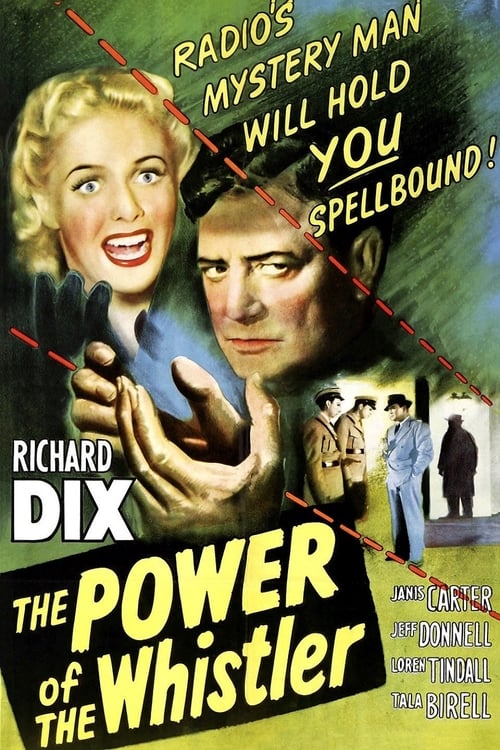 RADIO'S
MYSTERY MAN
WILL HOLD
YOU
SPELLBOUND!
RICHARD
DIX
THE POWER
of
THE Whistler
JANIS CARTER
JEFF DONNELL
LOREN TINDALL
TALA BIRELL